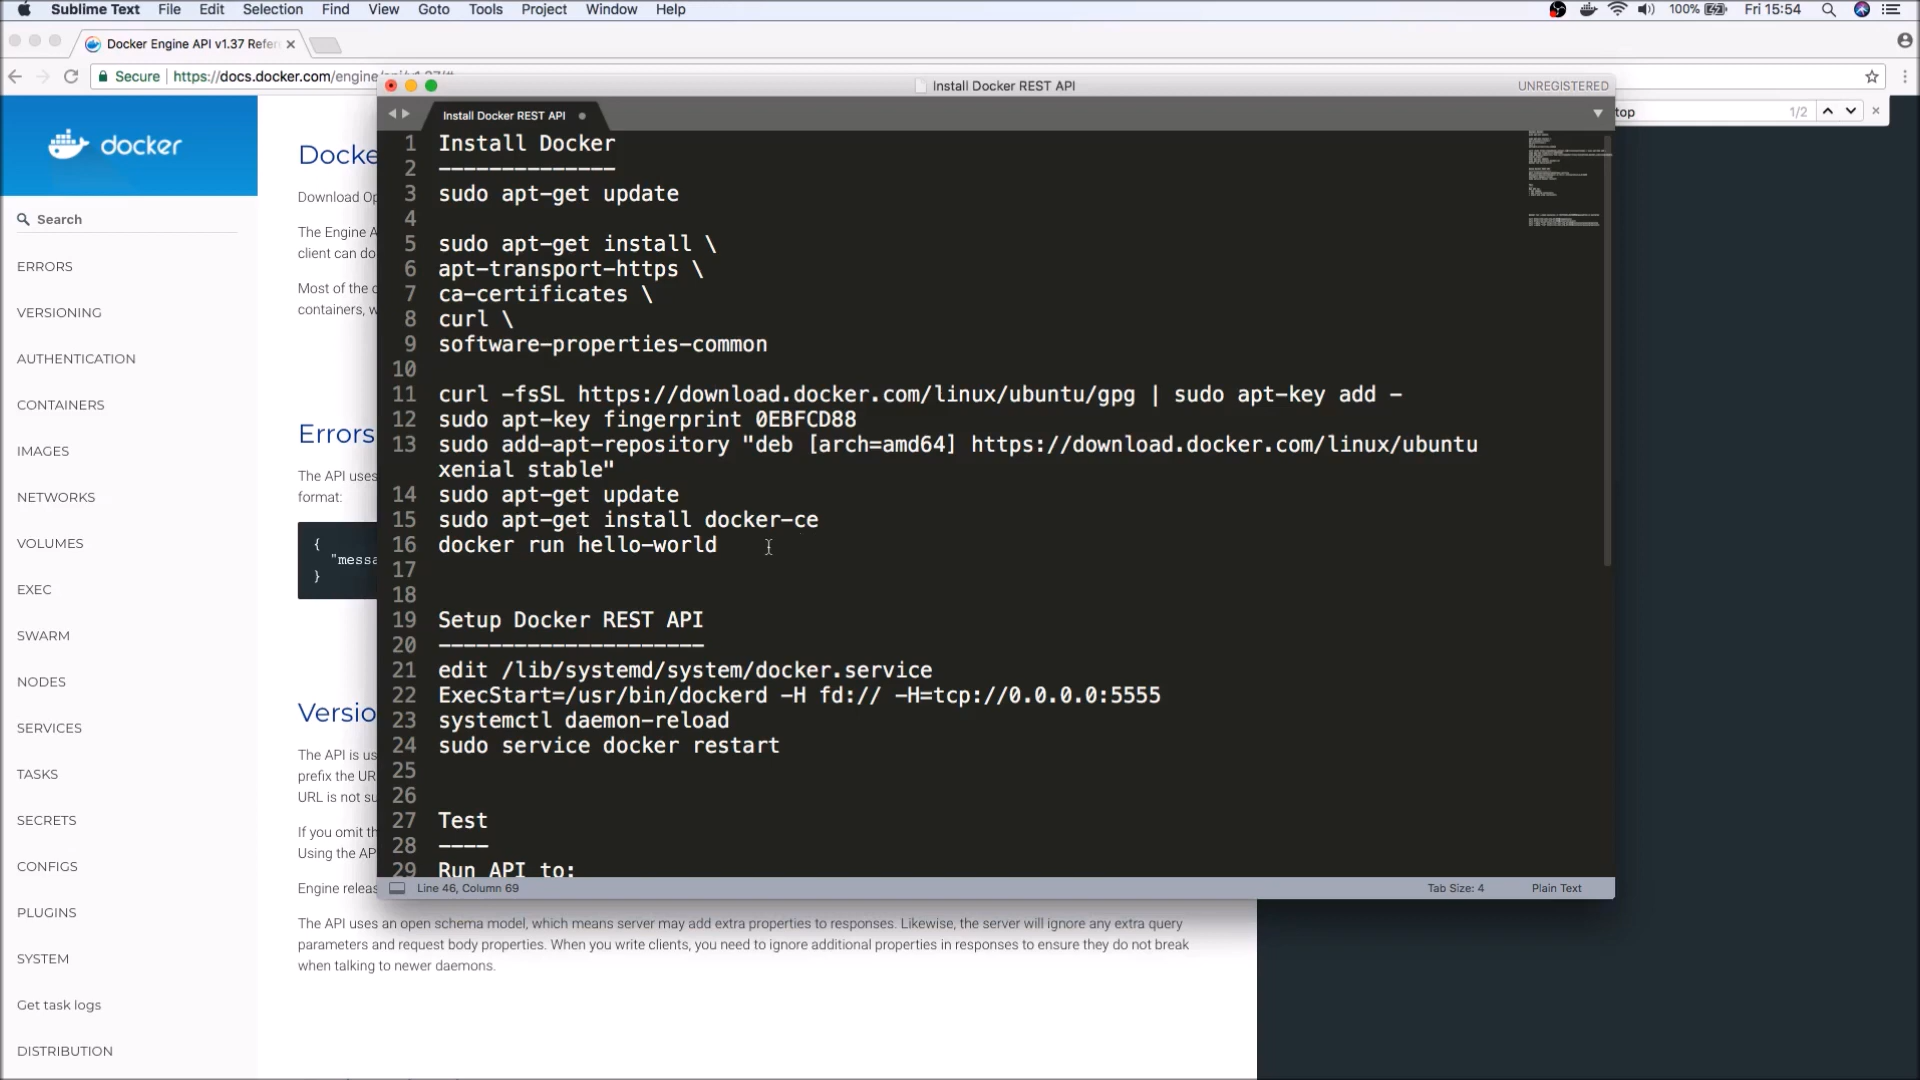 Sublime Text File Edit Selection Find View Goto Tools Project Window Help 100% Fri 15:54
Docker Engine API v1.37 Refer
Secure https://docs.docker.com/engine/api/v1.37/#
Install Docker REST API UNREGISTERED
Install Docker REST API
top 1/2
docker
Search
ERRORS
VERSIONING
AUTHENTICATION
CONTAINERS
IMAGES
NETWORKS
VOLUMES
EXEC
SWARM
NODES
SERVICES
TASKS
SECRETS
CONFIGS
PLUGINS
SYSTEM
Get task logs
DISTRIBUTION
Docke
Download Op
The Engine A
client can do
Most of the c
containers, w
Errors
The API uses
format:
{
"messa
}
Versio
The API is us
prefix the UR
URL is not su
If you omit th
Using the AP
Engine releas
The API uses an open schema model, which means server may add extra properties to responses. Likewise, the server will ignore any extra query
parameters and request body properties. When you write clients, you need to ignore additional properties in responses to ensure they do not break
when talking to newer daemons.
1 Install Docker
2 --------------
3 sudo apt-get update
4
5 sudo apt-get install \
6 apt-transport-https \
7 ca-certificates \
8 curl \
9 software-properties-common
10
11 curl -fsSL https://download.docker.com/linux/ubuntu/gpg | sudo apt-key add -
12 sudo apt-key fingerprint 0EBFCD88
13 sudo add-apt-repository "deb [arch=amd64] https://download.docker.com/linux/ubuntu
xenial stable"
14 sudo apt-get update
15 sudo apt-get install docker-ce
16 docker run hello-world
17
18
19 Setup Docker REST API
20 ---------------------
21 edit /lib/systemd/system/docker.service
22 ExecStart=/usr/bin/dockerd -H fd:// -H=tcp://0.0.0.0:5555
23 systemctl daemon-reload
24 sudo service docker restart
25
26
27 Test
28 ----
29 Run API to:
Line 46, Column 69 Tab Size: 4 Plain Text